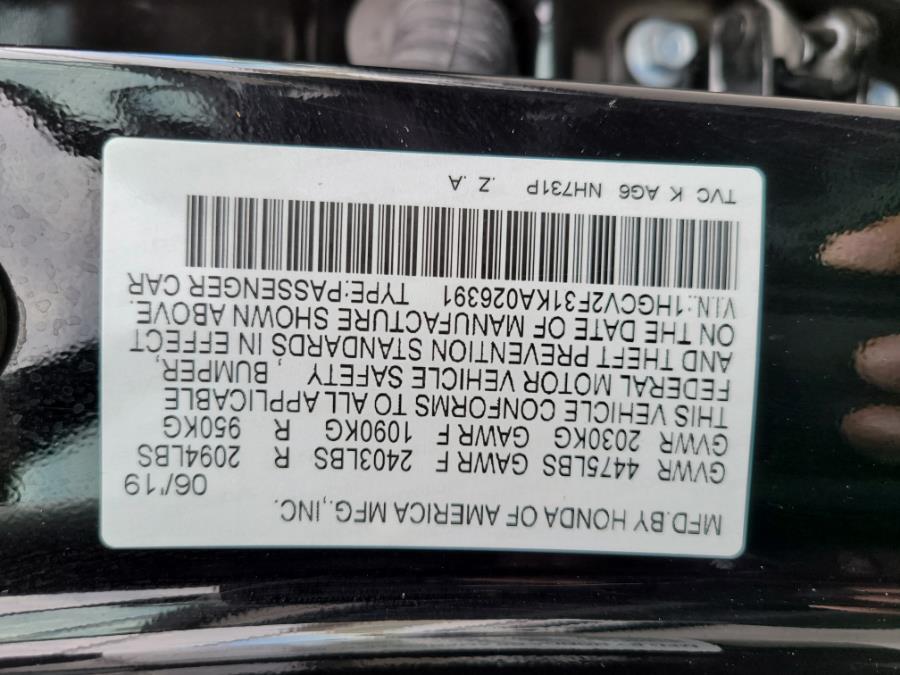 MFD.BY HONDA OF AMERICA MFG.,INC. 06/'19
GVWR 4475LBS GAWR F 2403LBS R 2094LBS
GVWR 2030KG GAWR F 1090KG R 950KG
THIS VEHICLE CONFORMS TO ALL APPLICABLE
FEDERAL MOTOR VEHICLE SAFETY , BUMPER,
AND THEFT PREVENTION STANDARDS IN EFFECT
ON THE DATE OF MANUFACTURE SHOWN ABOVE.
V.I.N.:1HGCV2F31KA026391 TYPE:PASSENGER CAR
TVC K AG6 NH731P .Z .A